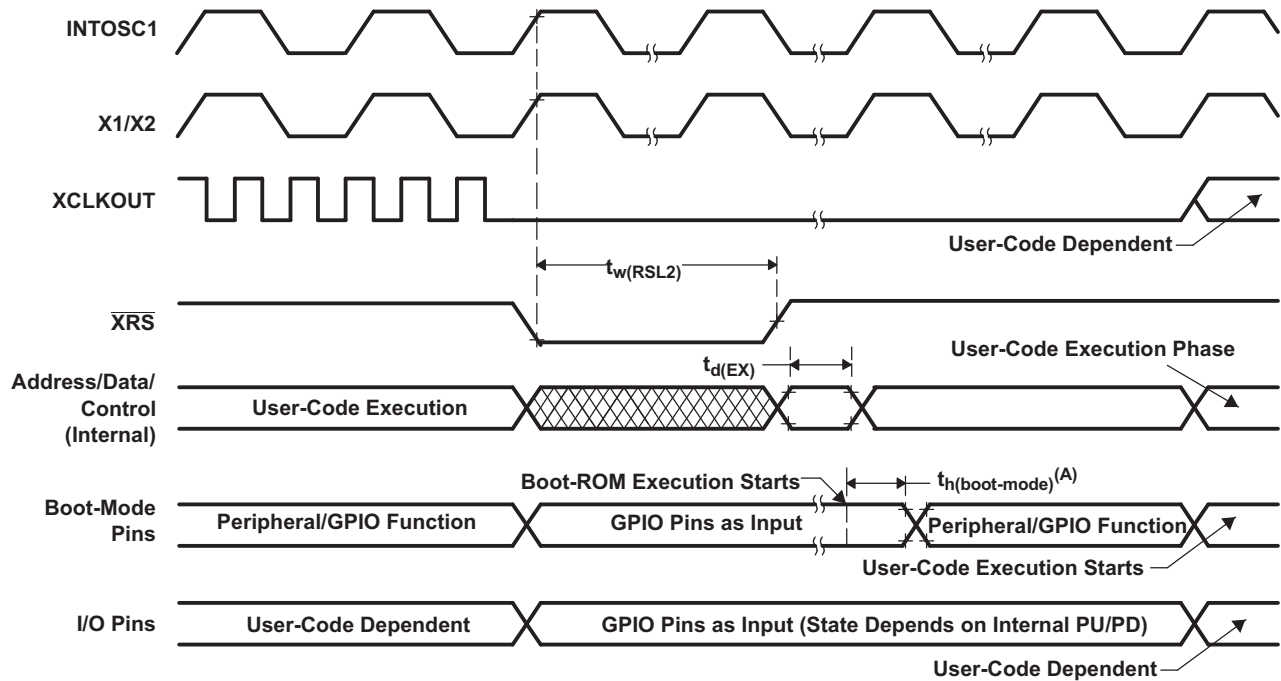 INTOSC1
X1/X2
XCLKOUT
User-Code Dependent
tw(RSL2)
XRS
User-Code Execution Phase
td(EX)
Address/Data/
Control
(Internal)
User-Code Execution
Boot-ROM Execution Starts
th(boot-mode)(A)
Boot-Mode
Pins
Peripheral/GPIO Function
GPIO Pins as Input
Peripheral/GPIO Function
User-Code Execution Starts
I/O Pins
User-Code Dependent
GPIO Pins as Input (State Depends on Internal PU/PD)
User-Code Dependent